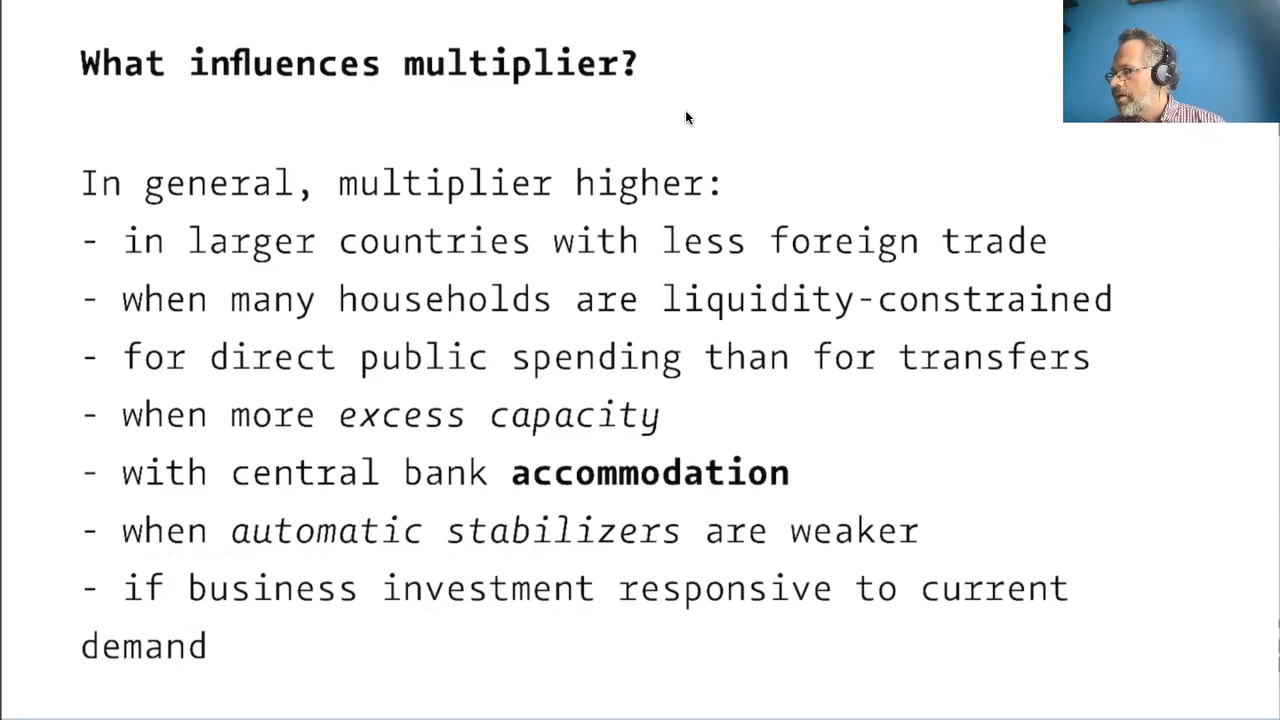 What influences multiplier?
In general, multiplier higher:
- in larger countries with less foreign trade
- when many households are liquidity-constrained
- for direct public spending than for transfers
- when more excess capacity
- with central bank accommodation
- when automatic stabilizers are weaker
- if business investment responsive to current
demand